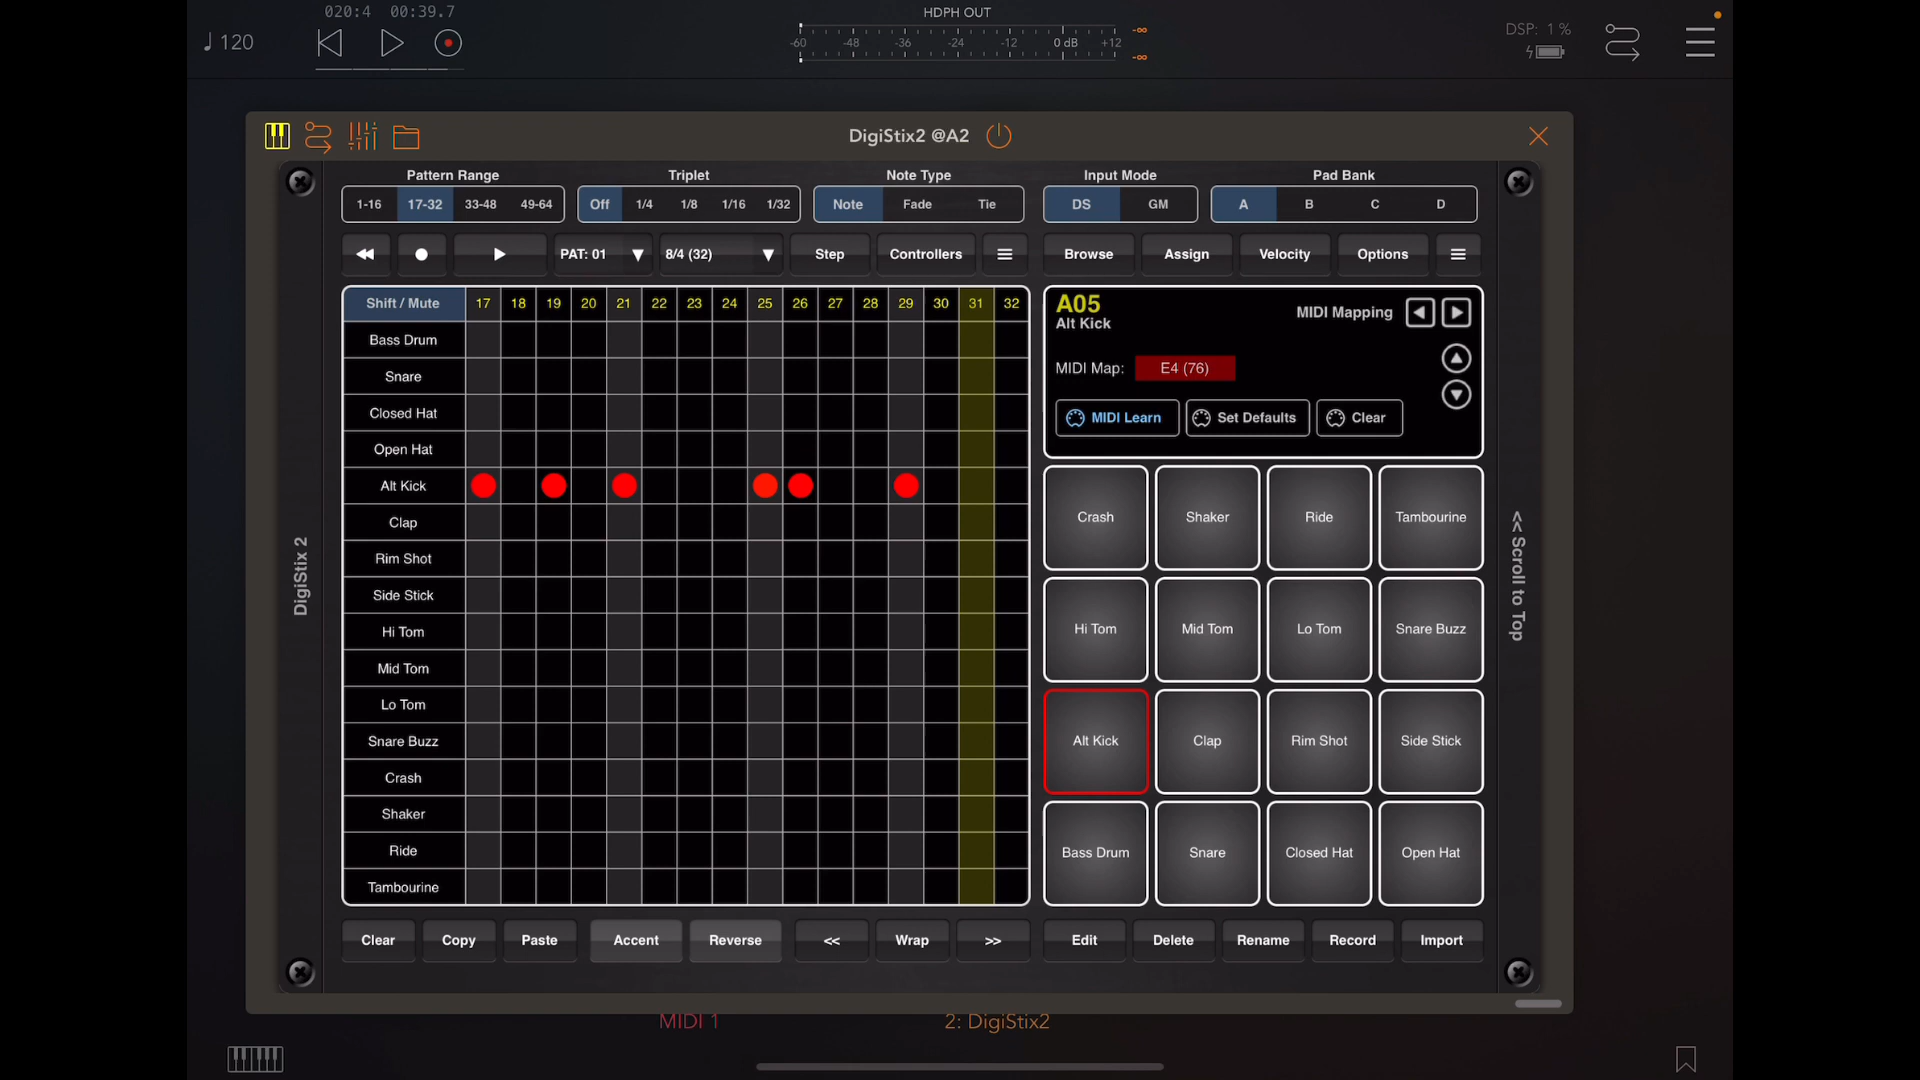 020:4 00:39.7
120
HDPH OUT
-60 -48 -36 -24 -12 0 dB +12
-∞
-∞
DSP: 1 %
DigiStix2 @A2
Pattern Range Triplet Note Type Input Mode Pad Bank
1-16 17-32 33-48 49-64 Off 1/4 1/8 1/16 1/32 Note Fade Tie DS GM A B C D
PAT: 01 ▼ 8/4 (32) ▼ Step Controllers Browse Assign Velocity Options
Shift / Mute 17 18 19 20 21 22 23 24 25 26 27 28 29 30 31 32
Bass Drum
Snare
Closed Hat
Open Hat
Alt Kick
Clap
Rim Shot
Side Stick
Hi Tom
Mid Tom
Lo Tom
Snare Buzz
Crash
Shaker
Ride
Tambourine
A05
Alt Kick
MIDI Mapping
MIDI Map: E4 (76)
MIDI Learn Set Defaults Clear
Crash Shaker Ride Tambourine
Hi Tom Mid Tom Lo Tom Snare Buzz
Alt Kick Clap Rim Shot Side Stick
Bass Drum Snare Closed Hat Open Hat
DigiStix 2
<< Scroll to Top
Clear Copy Paste Accent Reverse << Wrap >> Edit Delete Rename Record Import
MIDI 1 2: DigiStix2